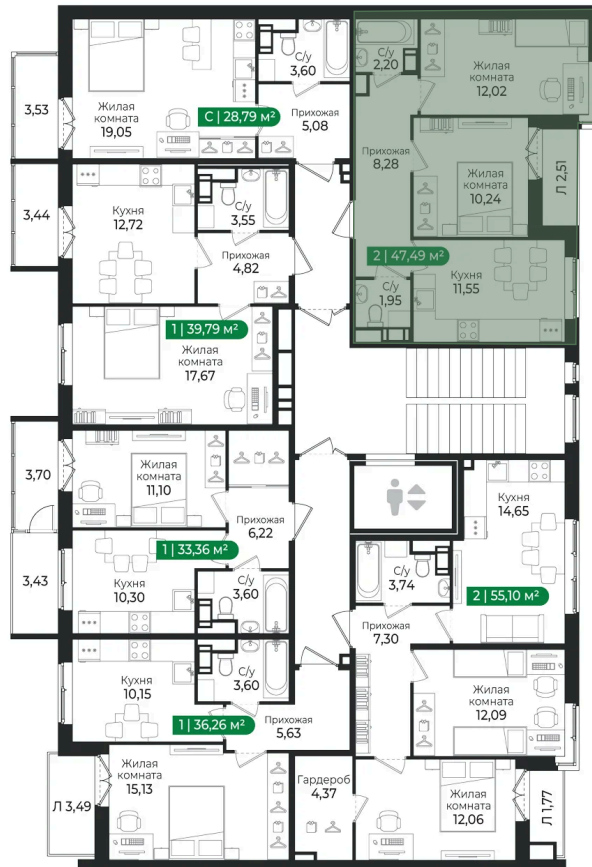 3,53
Жилая
комната
19,05
С/у
3,60
С | 28,79 м²
Прихожая
5,08
С/у
2,20
Жилая
комната
12,02
Прихожая
8,28
Жилая
комната
10,24
Л 2,51
2 | 47,49 м²
С/у
1,95
Кухня
11,55
3,44
Кухня
12,72
С/у
3,55
Прихожая
4,82
1 | 39,79 м²
Жилая
комната
17,67
3,70
Жилая
комната
11,10
Прихожая
6,22
3,43
1 | 33,36 м²
Кухня
10,30
С/у
3,60
Кухня
14,65
С/у
3,74
2 | 55,10 м²
Прихожая
7,30
Кухня
10,15
С/у
3,60
1 | 36,26 м²
Прихожая
5,63
Жилая
комната
12,09
Л 3,49
Жилая
комната
15,13
Гардероб
4,37
Жилая
комната
12,06
Л 1,77